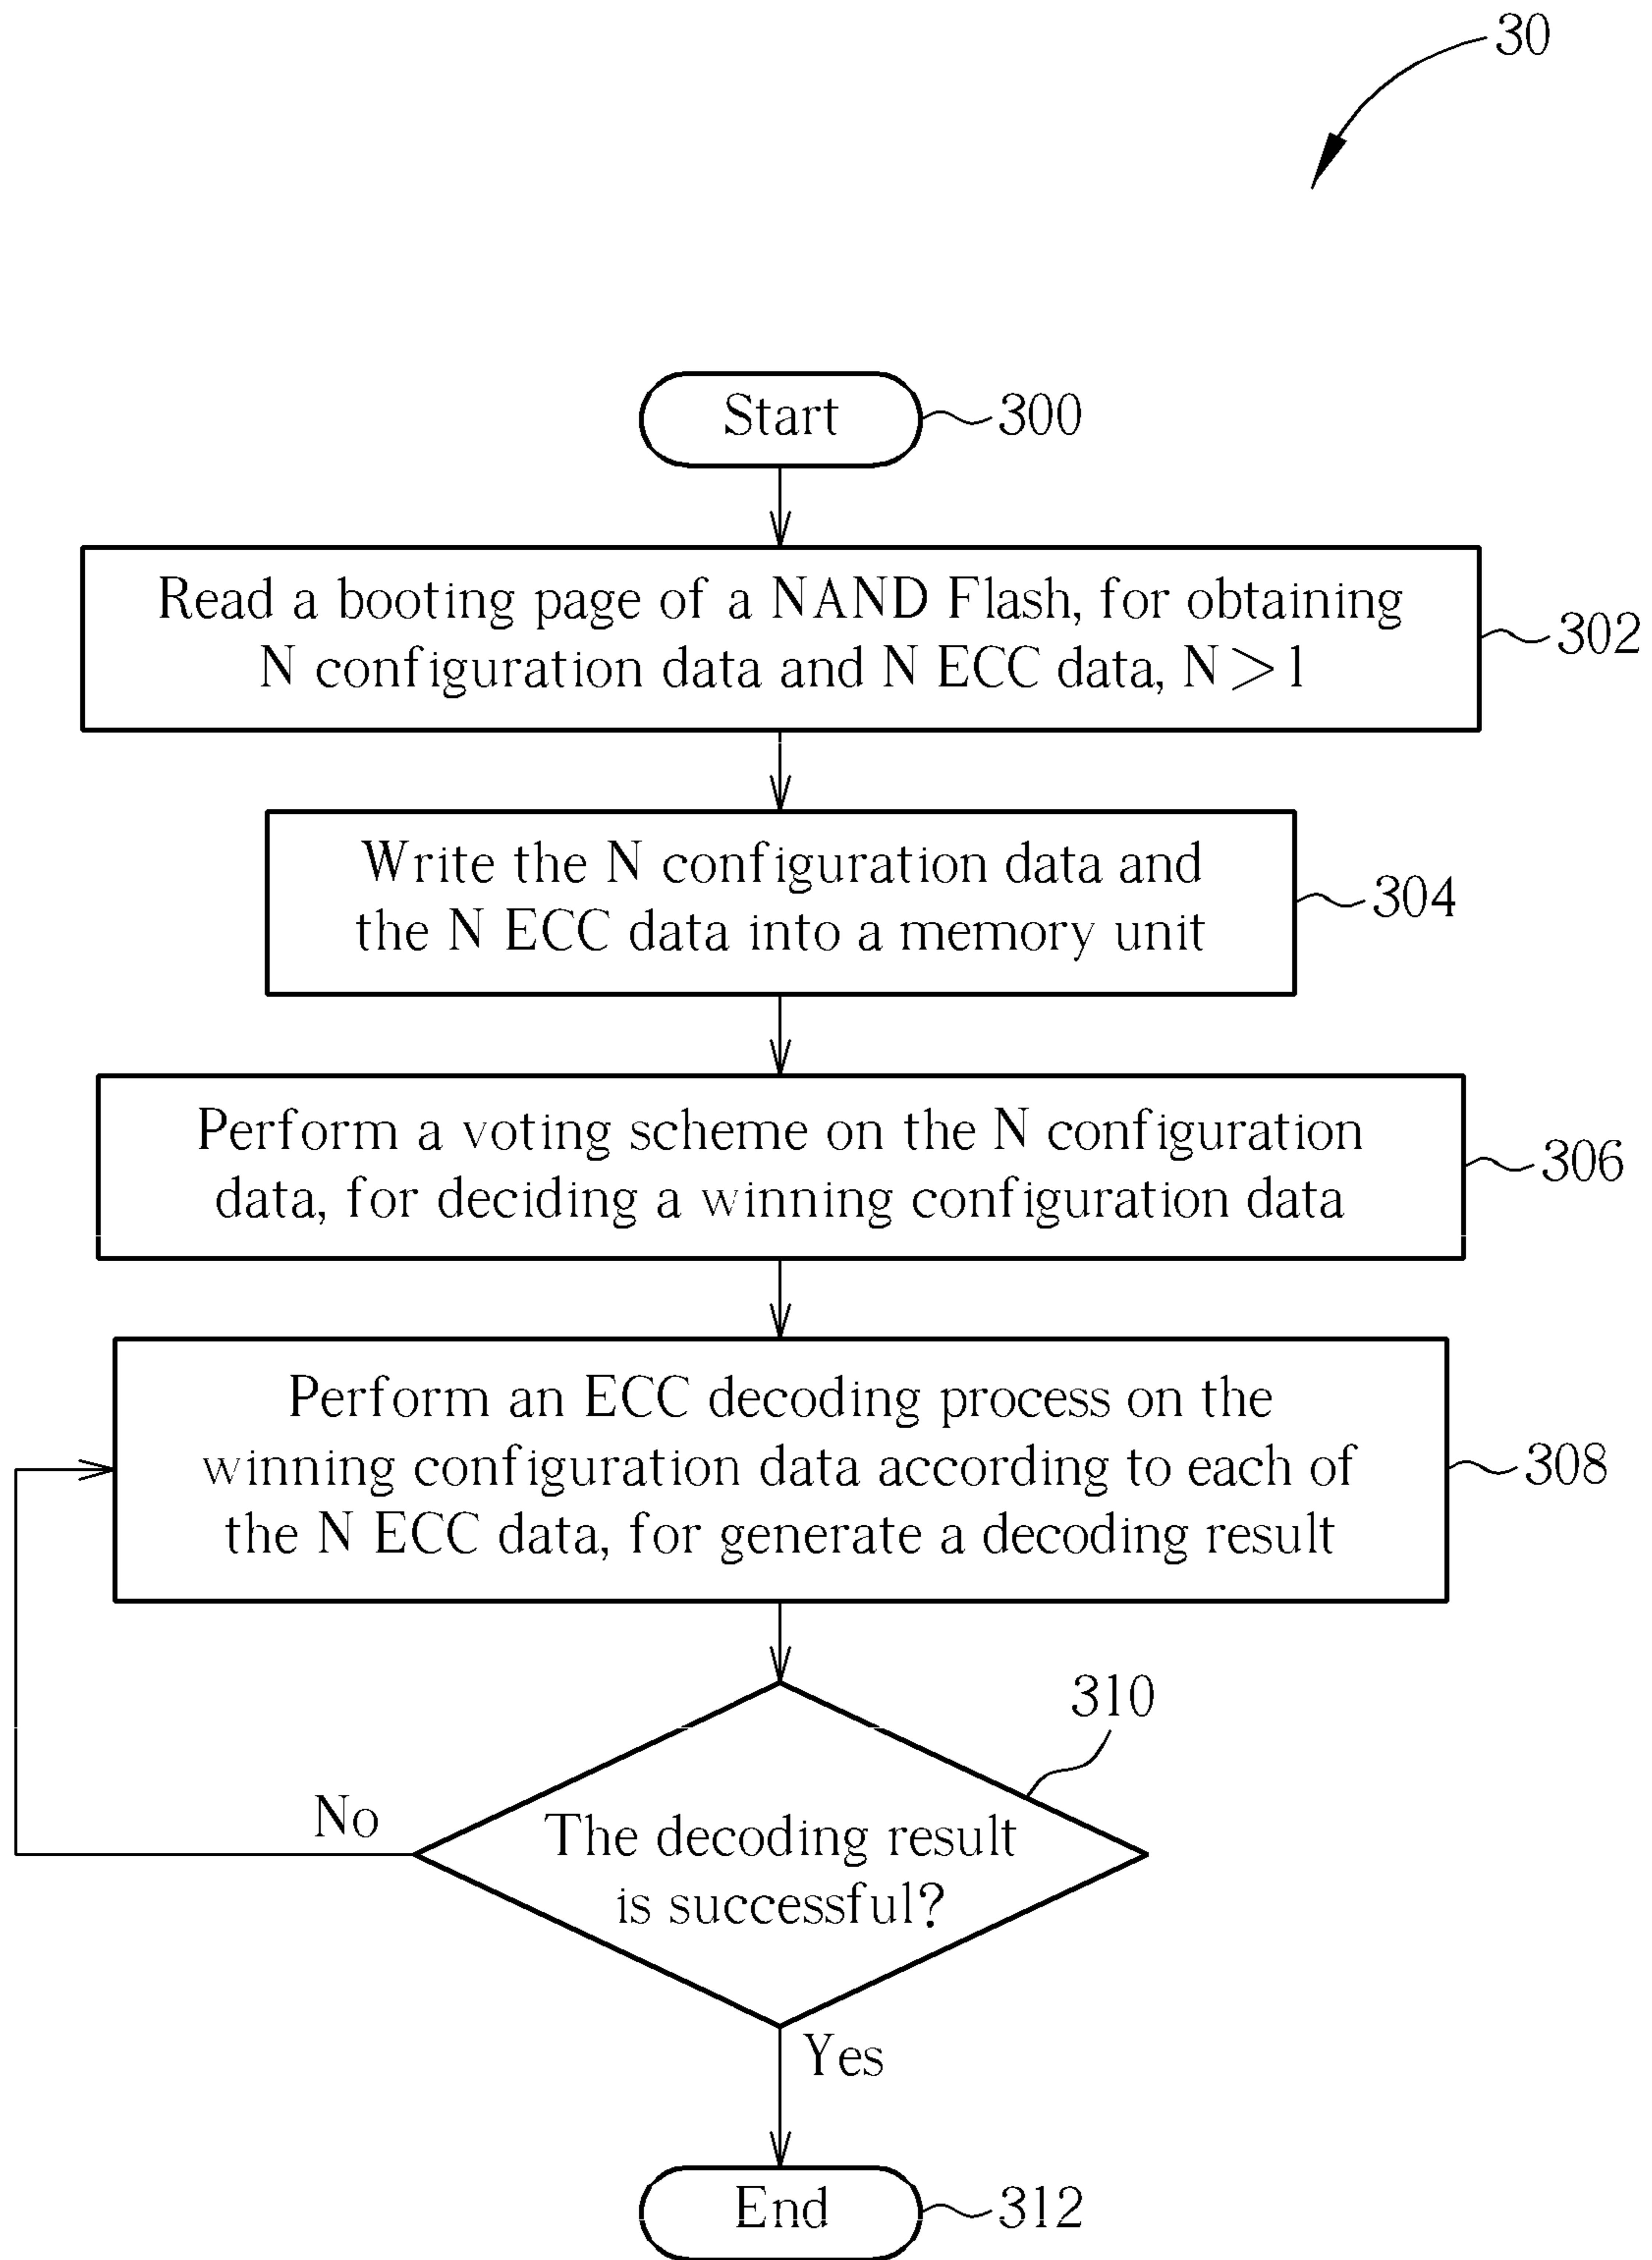 30
Start
300
Read a booting page of a NAND Flash, for obtaining
N configuration data and N ECC data, N>1
302
Write the N configuration data and
the N ECC data into a memory unit
304
Perform a voting scheme on the N configuration
data, for deciding a winning configuration data
306
Perform an ECC decoding process on the
winning configuration data according to each of
the N ECC data, for generate a decoding result
308
310
No
The decoding result
is successful?
Yes
End
312